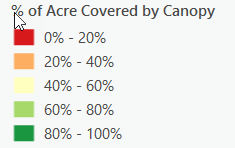 % of Acre Covered by Canopy
0% - 20%
20% - 40%
40% - 60%
60% - 80%
80% - 100%